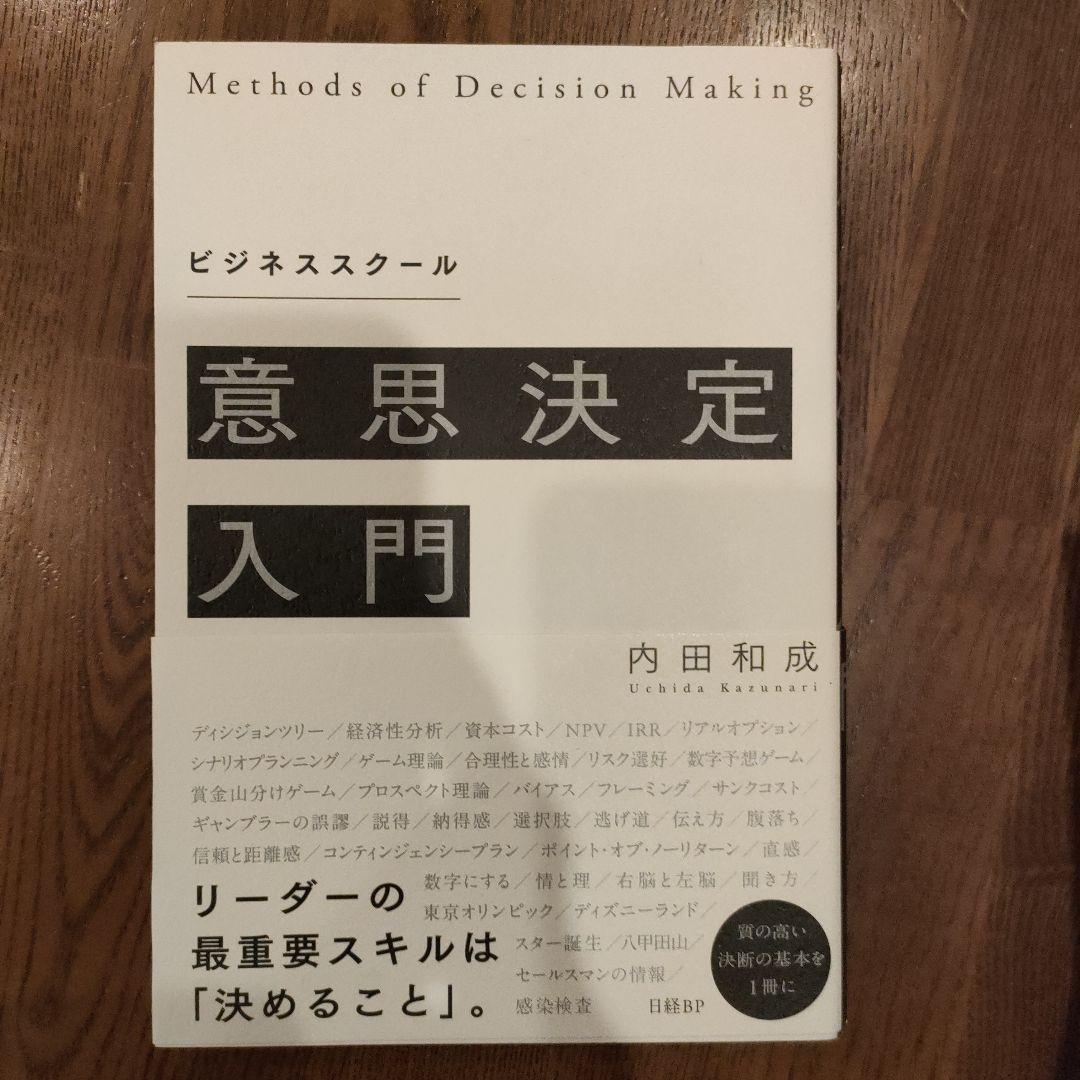 Methods of Decision Making
ビジネススクール
意思決定
入門
内田和成
Uchida Kazunari
ディシジョンツリー／経済性分析／資本コスト／NPV／IRR／リアルオプション／
シナリオプランニング／ゲーム理論／合理性と感情／リスク選好／数字予想ゲーム／
賞金山分けゲーム／プロスペクト理論／バイアス／フレーミング／サンクコスト／
ギャンブラーの誤謬／説得／納得感／選択肢／逃げ道／伝え方／腹落ち／
信頼と距離感／コンティンジェンシープラン／ポイント・オブ・ノーリターン／直感／
数字にする／情と理／右脳と左脳／聞き方／
東京オリンピック／ディズニーランド／
スター誕生／八甲田山／
セールスマンの情報／
感染検査
リーダーの
最重要スキルは
「決めること」。
日経BP
質の高い
決断の基本を
1冊に